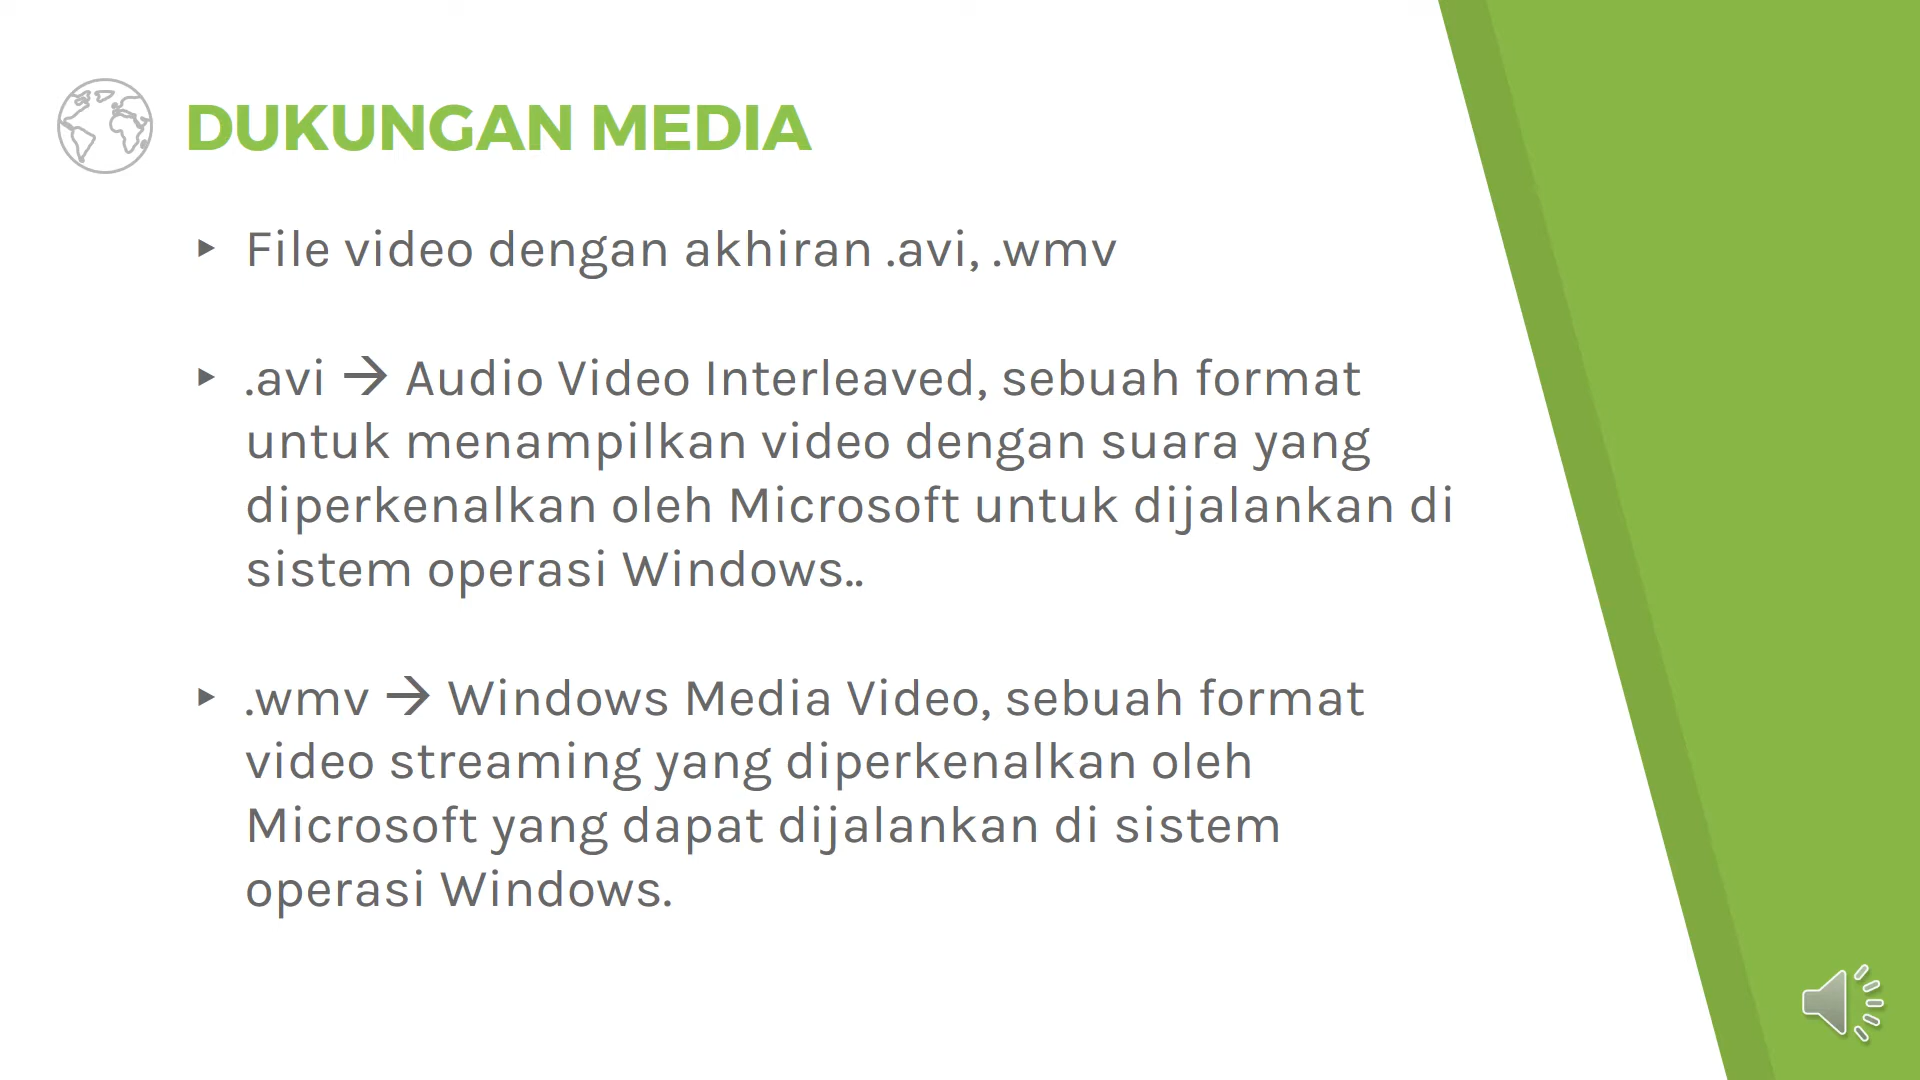 DUKUNGAN MEDIA
▸ File video dengan akhiran .avi, .wmv
▸ .avi → Audio Video Interleaved, sebuah format
untuk menampilkan video dengan suara yang
diperkenalkan oleh Microsoft untuk dijalankan di
sistem operasi Windows..
▸ .wmv → Windows Media Video, sebuah format
video streaming yang diperkenalkan oleh
Microsoft yang dapat dijalankan di sistem
operasi Windows.